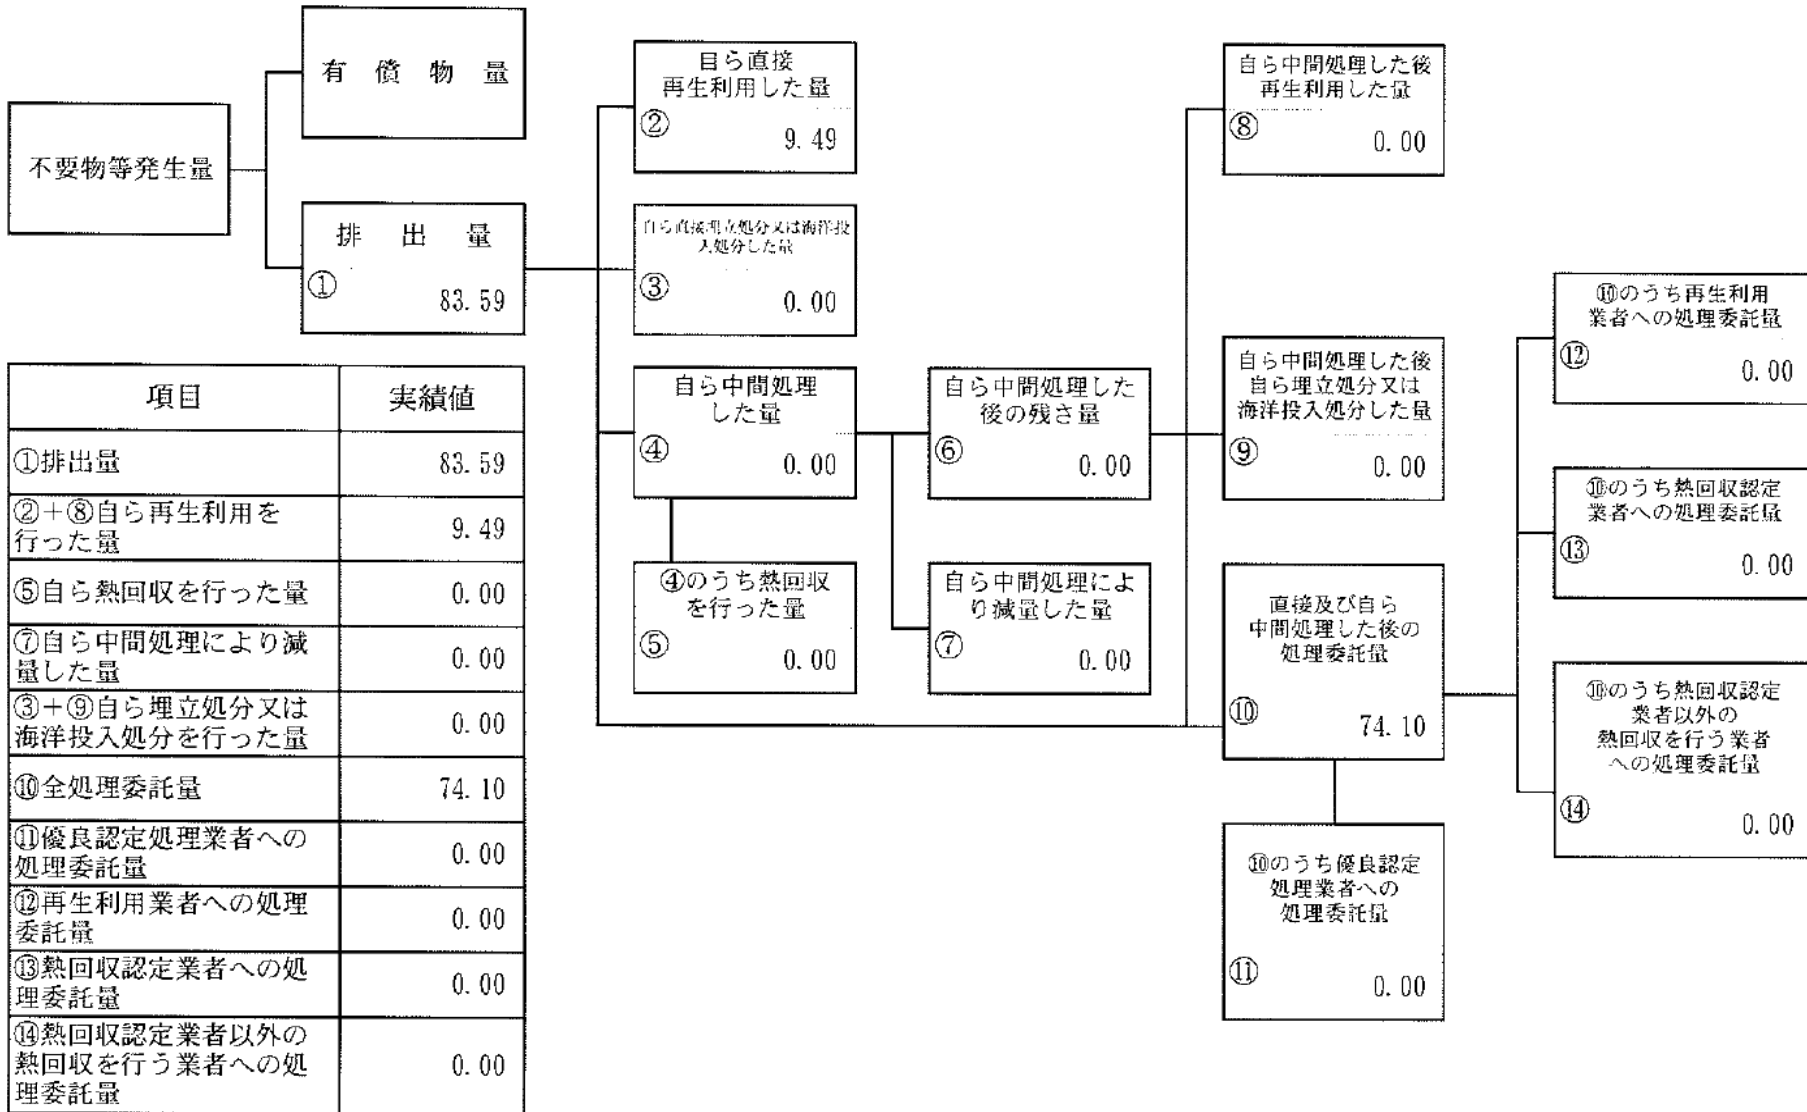 不要物等発生量
有償物量
排出量
①
83.59
目ら直接
再生利用した量
②
9.49
自ら直接埋立処分又は海洋投
入処分した量
③
0.00
自ら中間処理
した量
④
0.00
④のうち熱回収
を行った量
⑤
0.00
自ら中間処理した
後の残さ量
⑥
0.00
自ら中間処理によ
り減量した量
⑦
0.00
自ら中間処理した後
再生利用した量
⑧
0.00
自ら中間処理した後
自ら埋立処分又は
海洋投入処分した量
⑨
0.00
直接及び自ら
中間処理した後の
処理委託量
⑩
74.10
⑩のうち優良認定
処理業者への
処理委託量
⑪
0.00
⑩のうち再生利用
業者への処理委託量
⑫
0.00
⑩のうち熱回収認定
業者への処理委託量
⑬
0.00
⑩のうち熱回収認定
業者以外の
熱回収を行う業者
への処理委託量
⑭
0.00
項目 実績値
①排出量 83.59
②+⑧自ら再生利用を
行った量 9.49
⑤自ら熱回収を行った量 0.00
⑦自ら中間処理により減
量した量 0.00
③+⑨自ら埋立処分又は
海洋投入処分を行った量 0.00
⑩全処理委託量 74.10
⑪優良認定処理業者への
処理委託量 0.00
⑫再生利用業者への処理
委託量 0.00
⑬熱回収認定業者への処
理委託量 0.00
⑭熱回収認定業者以外の
熱回収を行う業者への処
理委託量 0.00